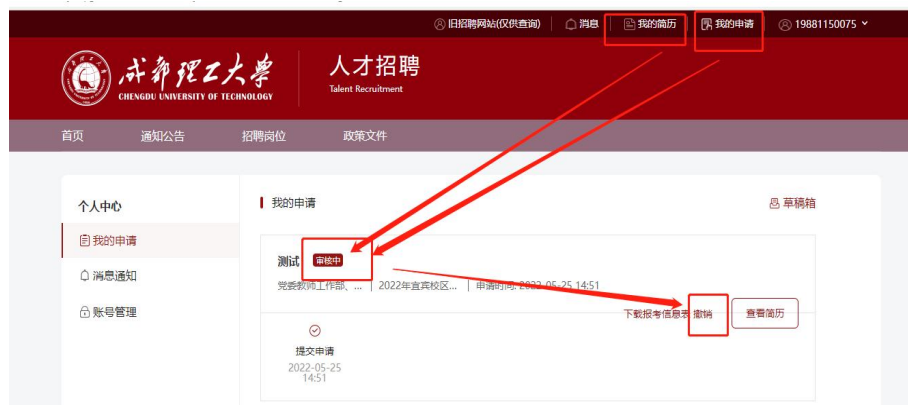 旧招聘网站(仅供查询) 消息 我的简历 我的申请 19881150075
成都理工大学 人才招聘
CHENGDU UNIVERSITY OF TECHNOLOGY Talent Recruitment
首页 通知公告 招聘岗位 政策文件
个人中心 我的申请 草稿箱
我的申请
消息通知
账号管理
测试 审核中
党委教师工作部、... 2022年宜宾校区... 申请时间: 2022-05-25 14:51
下载报考信息表 撤销 查看简历
提交申请
2022-05-25
14:51